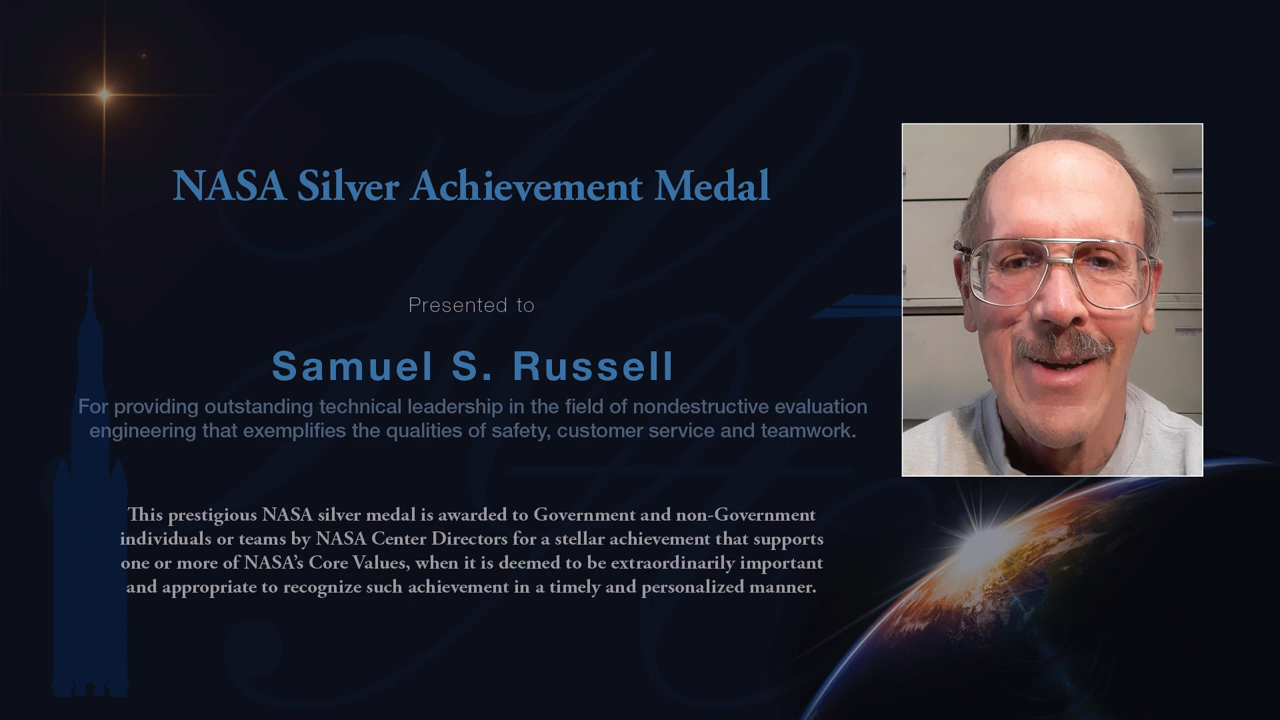 NASA Silver Achievement Medal
Presented to
Samuel S. Russell
For providing outstanding technical leadership in the field of nondestructive evaluation
engineering that exemplifies the qualities of safety, customer service and teamwork.
This prestigious NASA silver medal is awarded to Government and non-Government
individuals or teams by NASA Center Directors for a stellar achievement that supports
one or more of NASA’s Core Values, when it is deemed to be extraordinarily important
and appropriate to recognize such achievement in a timely and personalized manner.